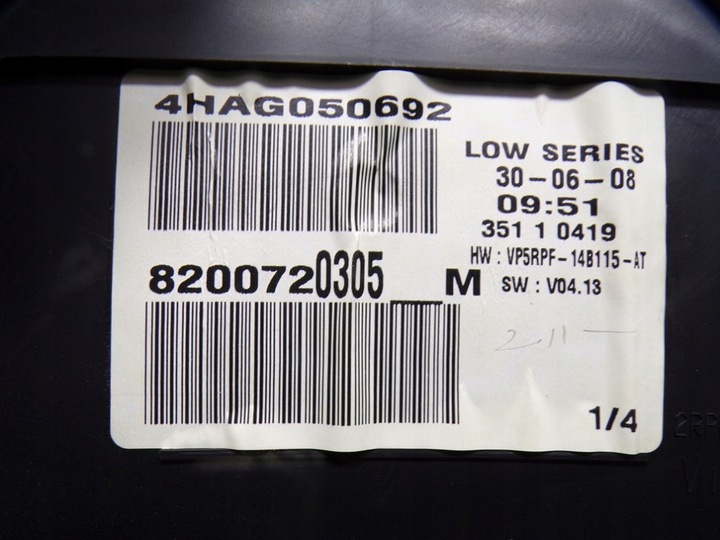 4HAG050692
LOW SERIES
30-06-08
09:51
351 1 0419
HW : VP5RPF-14B115-AT
8200720305___M
SW : V04.13
1/4